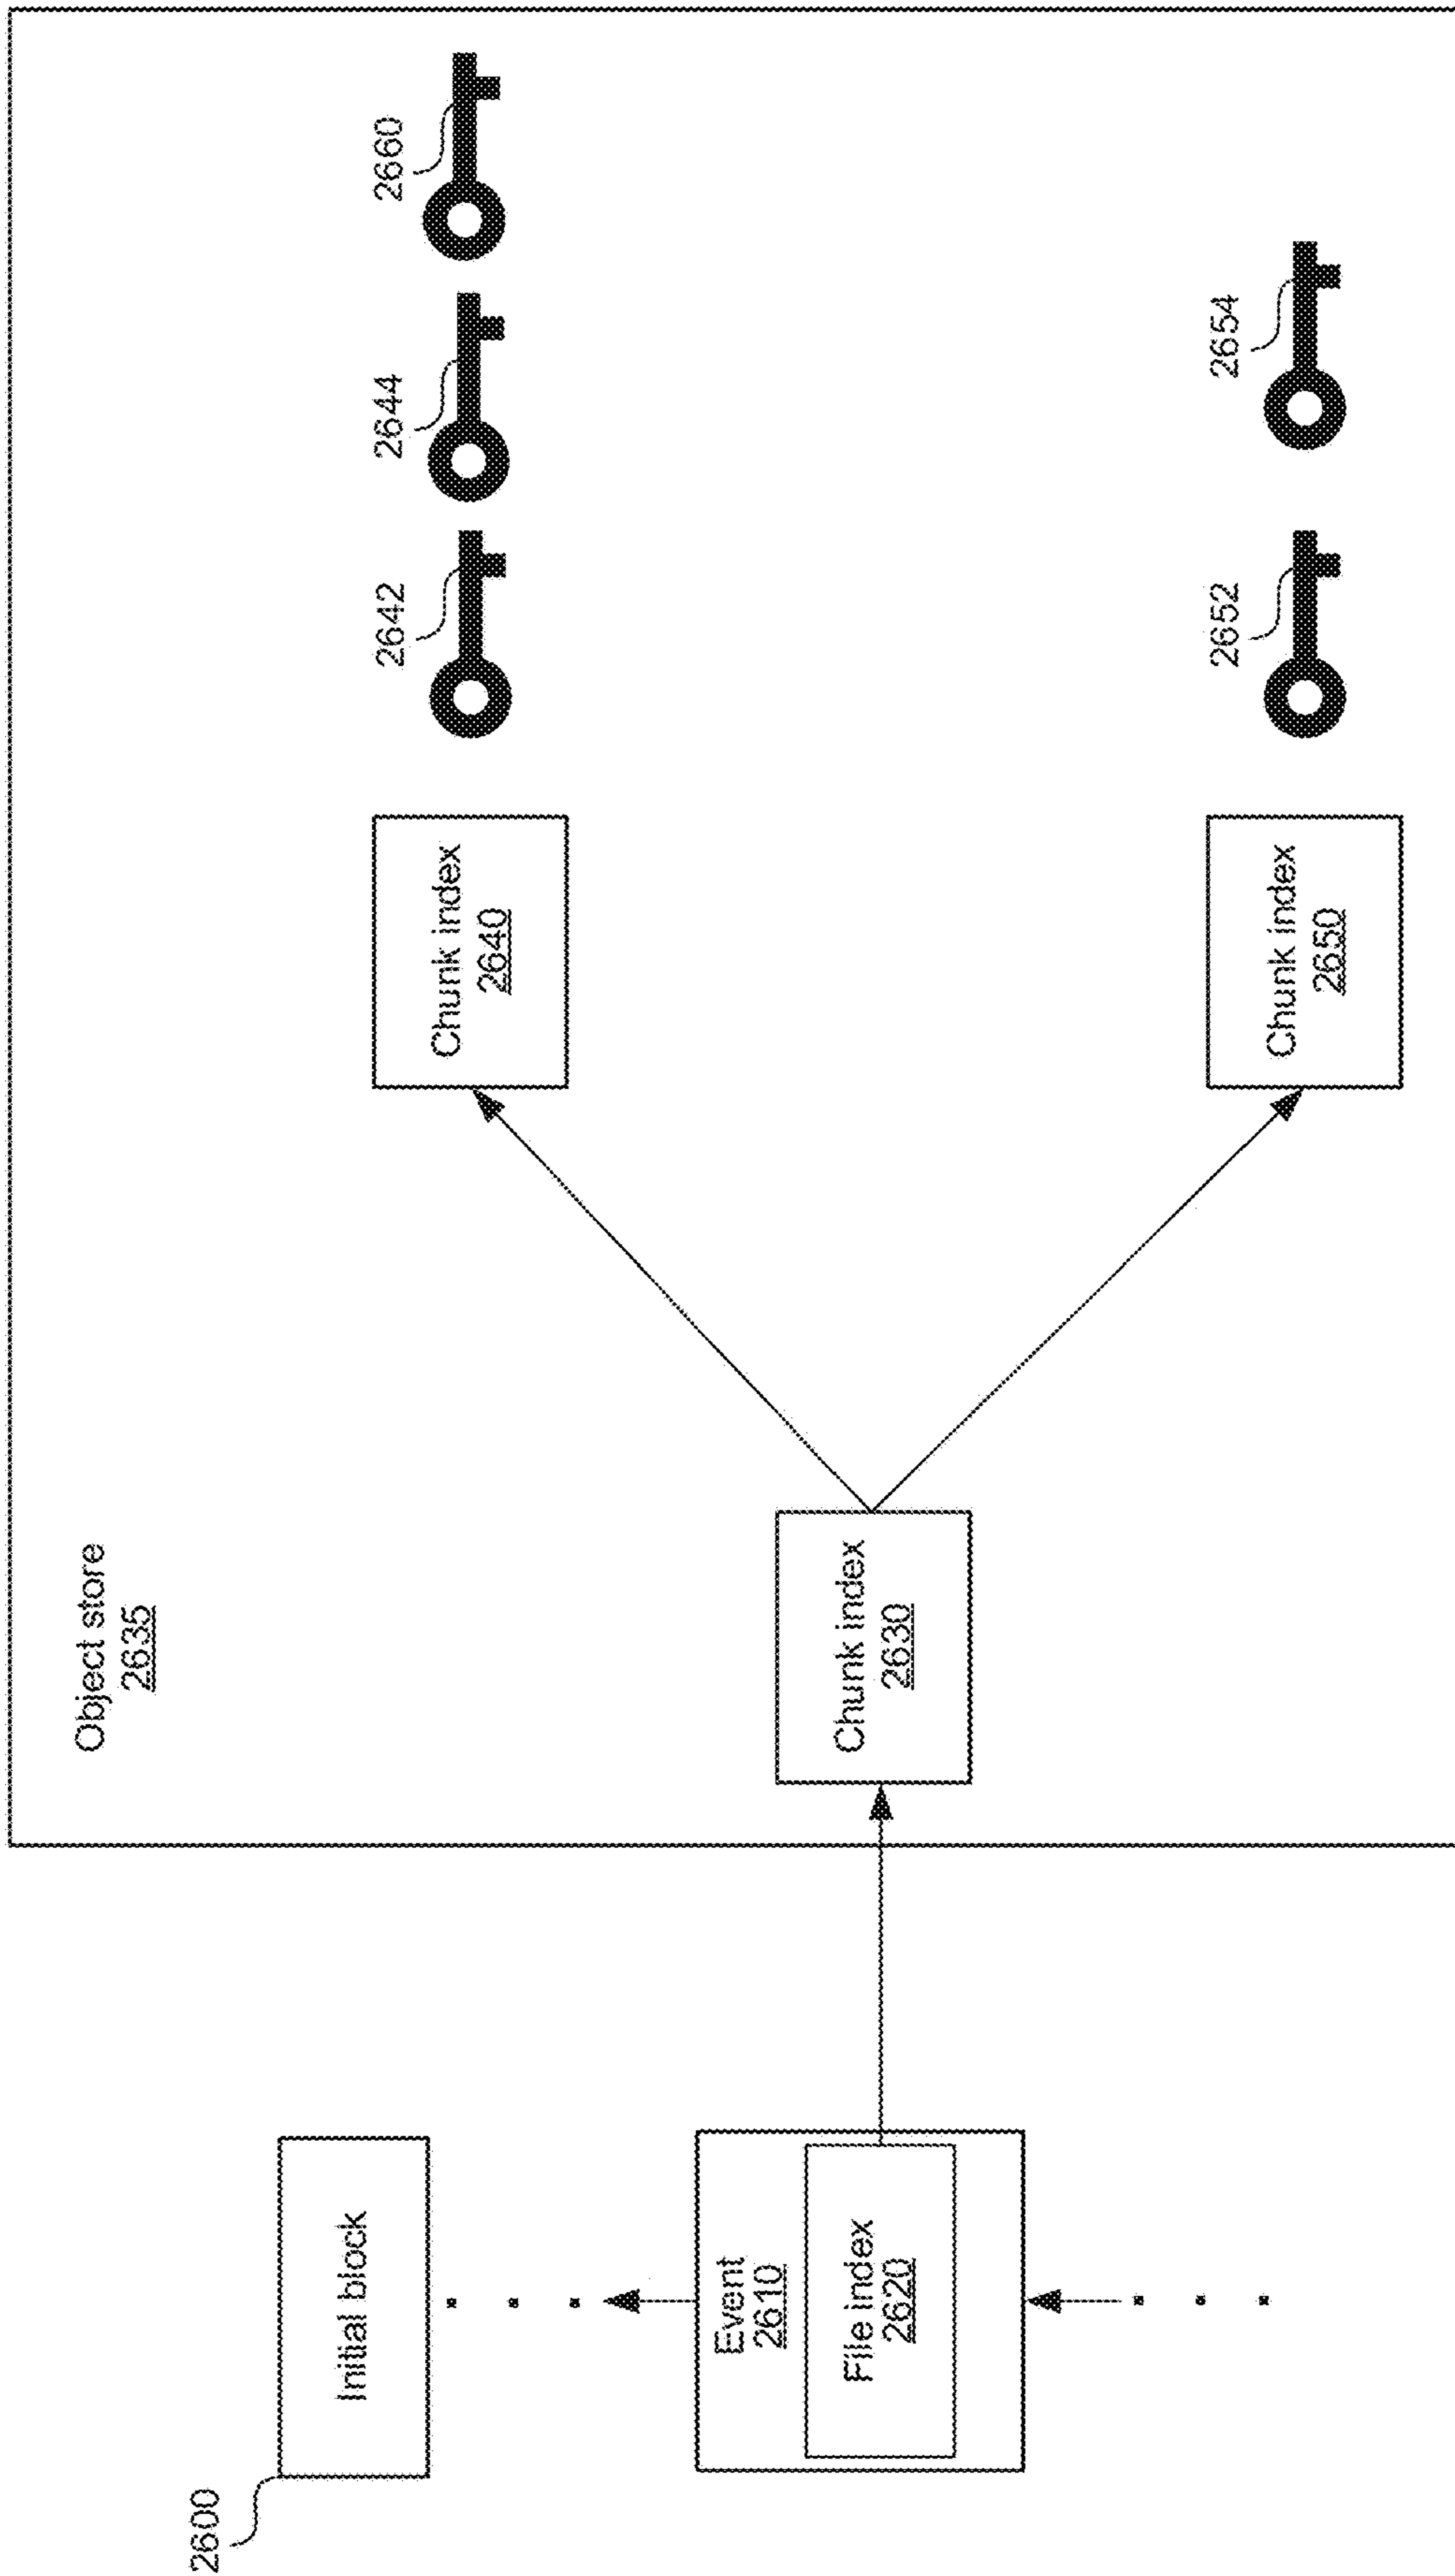 2600
Initial block
Event
2610
File index
2620
Object store
2635
Chunk index
2630
Chunk index
2640
2642
2644
2660
Chunk index
2650
2652
2654